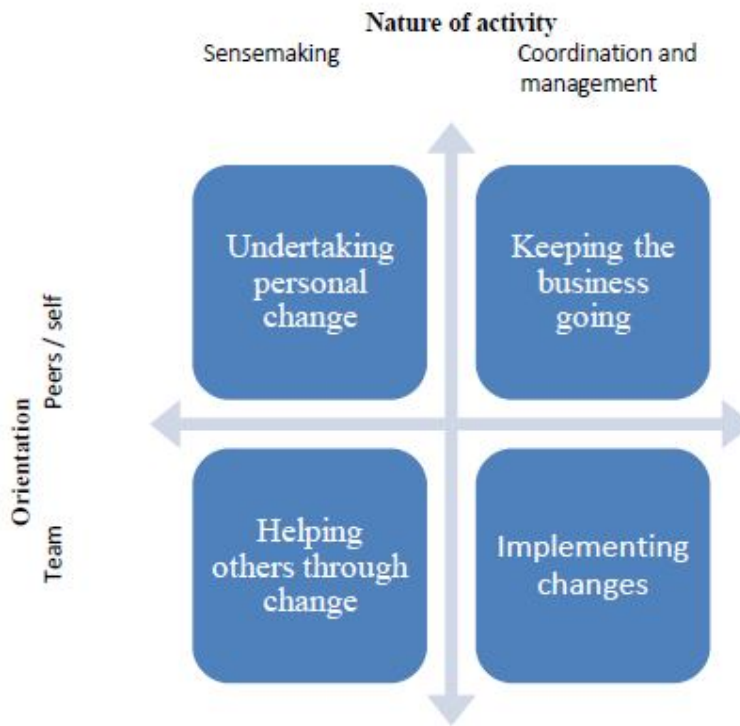 Nature of activity
Sensemaking
Coordination and
management
Undertaking
personal
change
Keeping the
business
going
Peers / self
Orientation
Team
Helping
others through
change
Implementing
changes